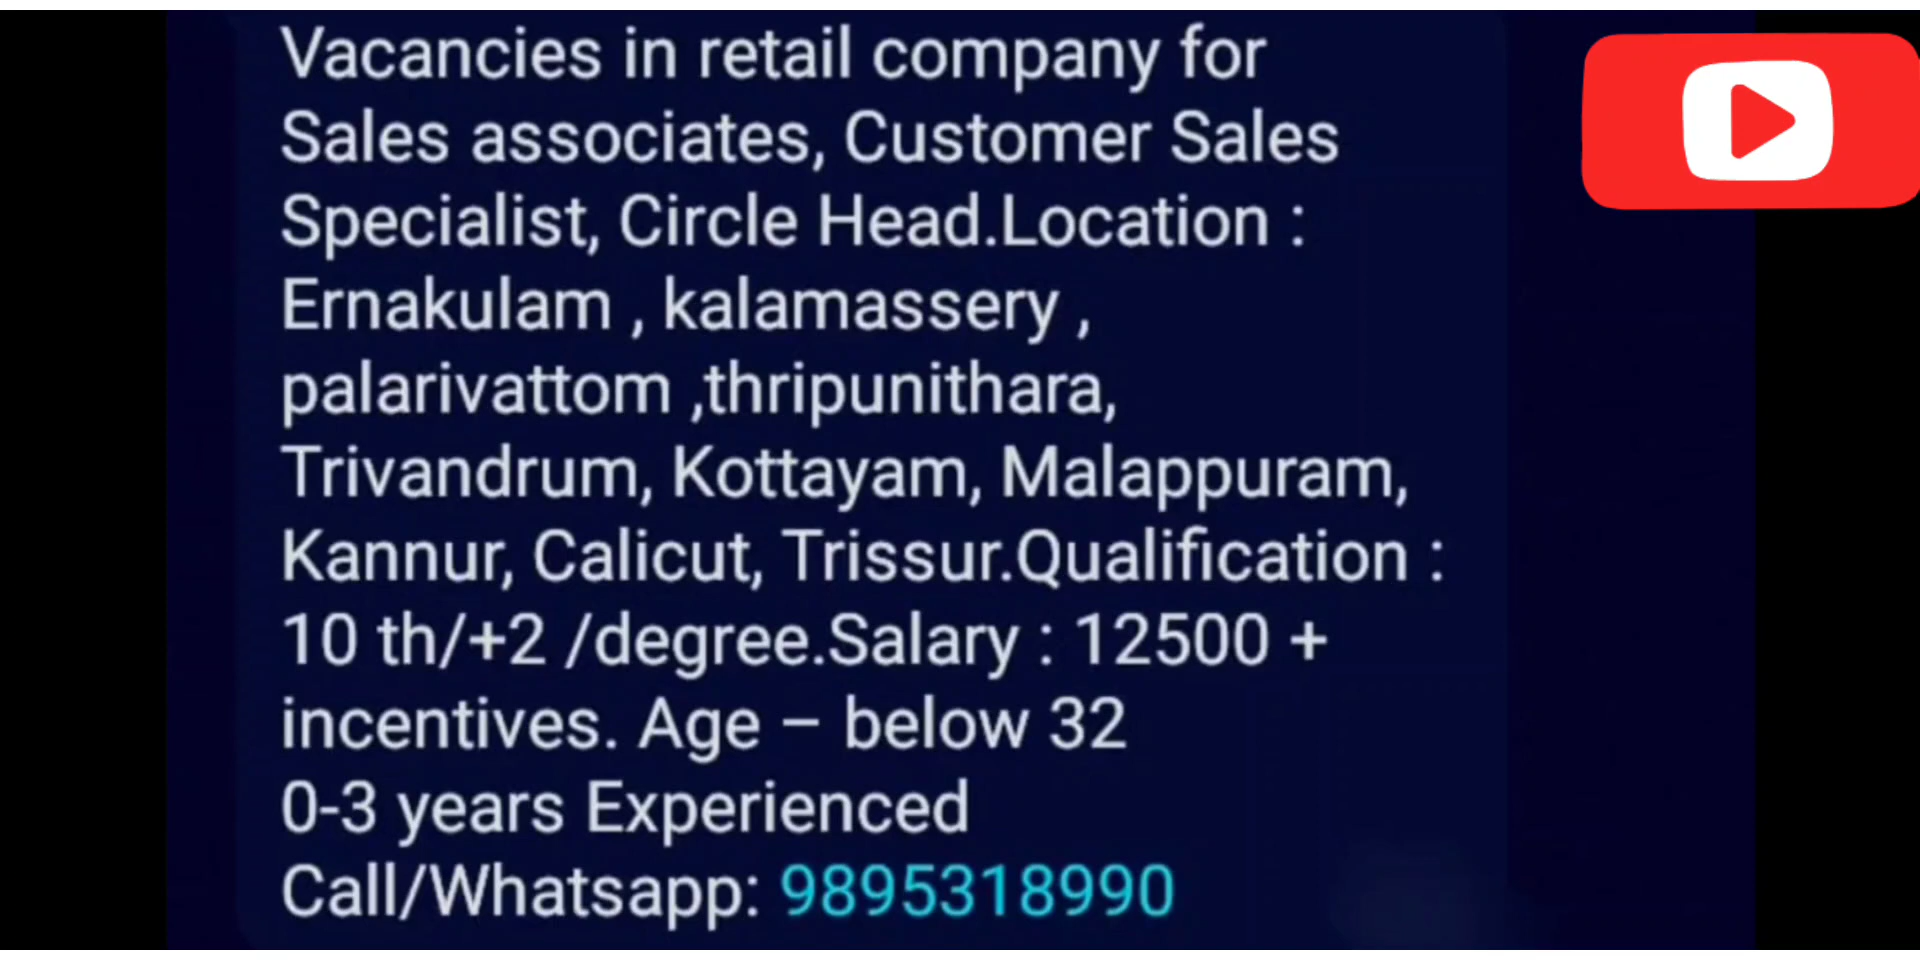 Vacancies in retail company for
Sales associates, Customer Sales
Specialist, Circle Head.Location :
Ernakulam , kalamassery ,
palarivattom ,thripunithara,
Trivandrum, Kottayam, Malappuram,
Kannur, Calicut, Trissur.Qualification :
10 th/+2 /degree.Salary : 12500 +
incentives. Age – below 32
0-3 years Experienced
Call/Whatsapp: 9895318990